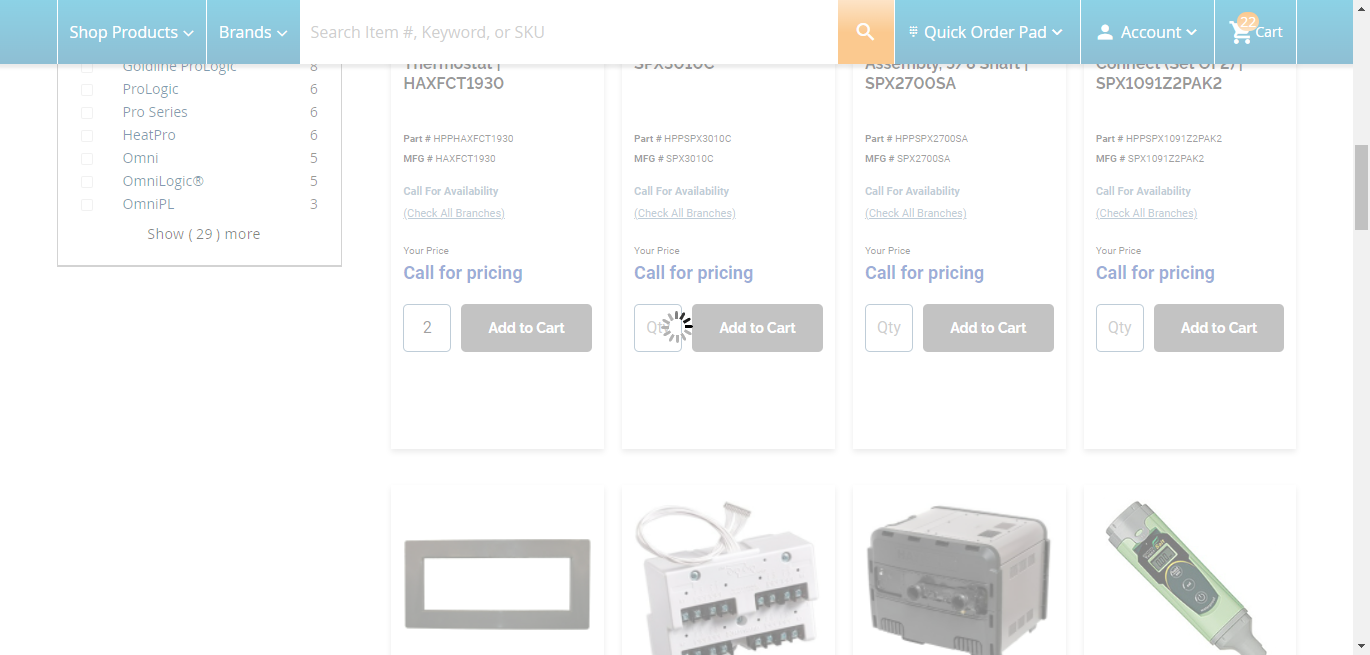 Shop Products
Brands
Search Item #, Keyword, or SKU
Quick Order Pad
Account
22
Cart
Goldline ProLogic 8
ProLogic 6
Pro Series 6
HeatPro 6
Omni 5
OmniLogic® 5
OmniPL 3
Show ( 29 ) more
Thermostat |
HAXFCT1930
Part # HPPHAXFCT1930
MFG # HAXFCT1930
Call For Availability
(Check All Branches)
Your Price
Call for pricing
2
Add to Cart
SPX3010C
Part # HPPSPX3010C
MFG # SPX3010C
Call For Availability
(Check All Branches)
Your Price
Call for pricing
Qty
Add to Cart
Assembly, 5/8 Shaft |
SPX2700SA
Part # HPPSPX2700SA
MFG # SPX2700SA
Call For Availability
(Check All Branches)
Your Price
Call for pricing
Qty
Add to Cart
Connect (Set Of 2) |
SPX1091Z2PAK2
Part # HPPSPX1091Z2PAK2
MFG # SPX1091Z2PAK2
Call For Availability
(Check All Branches)
Your Price
Call for pricing
Qty
Add to Cart